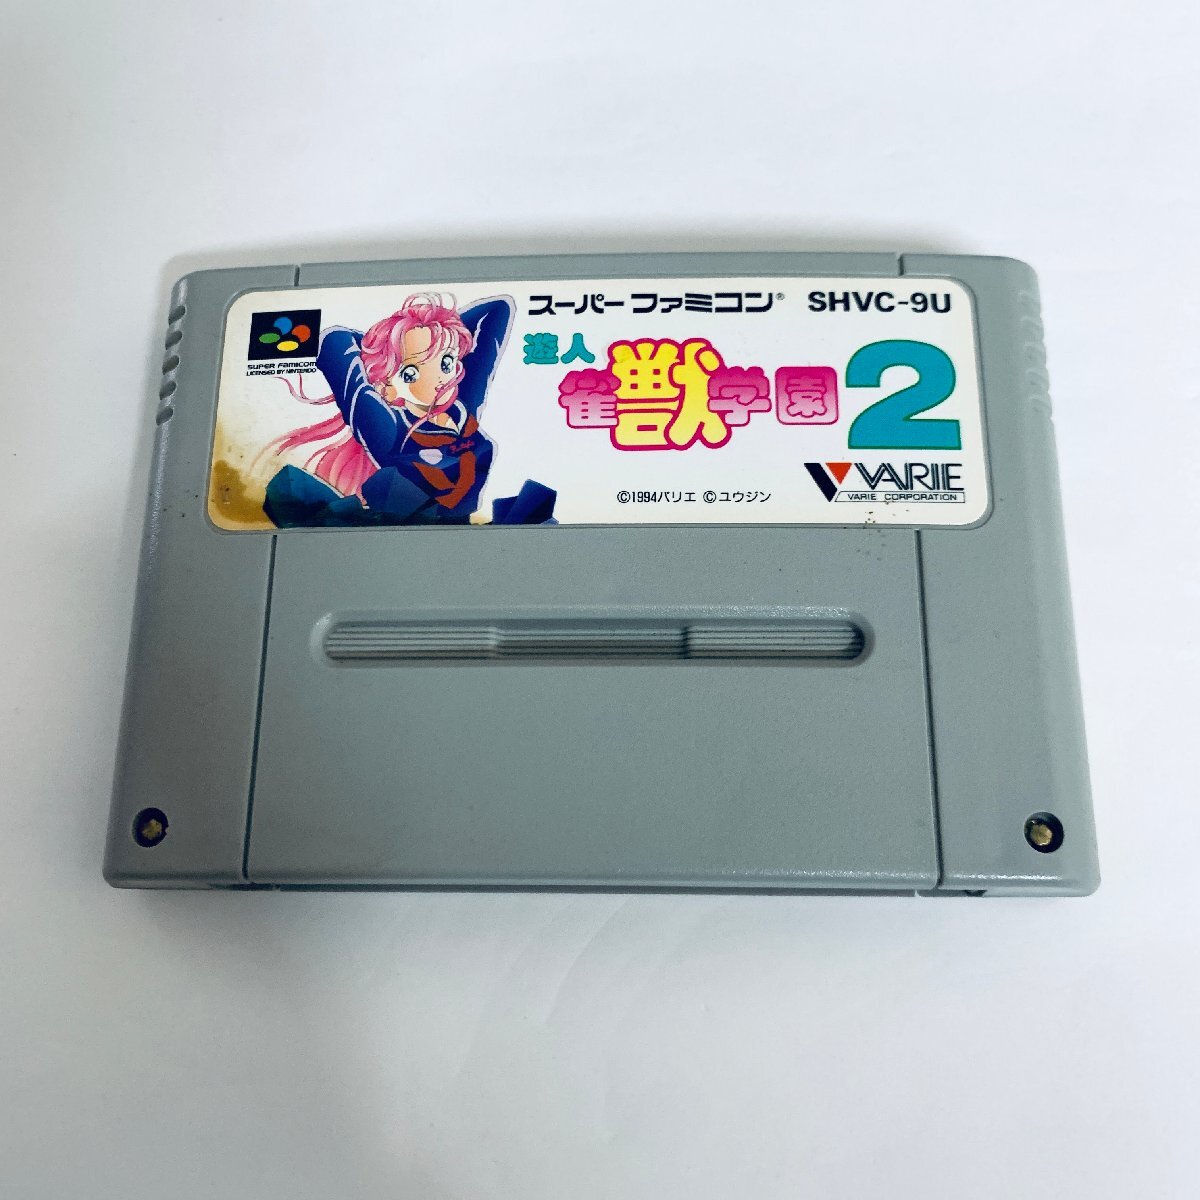 スーパーファミコン® SHVC-9U
SUPER FAMICOM
LICENSED BY NINTENDO
遊人
雀獣学園2
VARIE
VARIE CORPORATION
©1994バリエ ©ユウジン